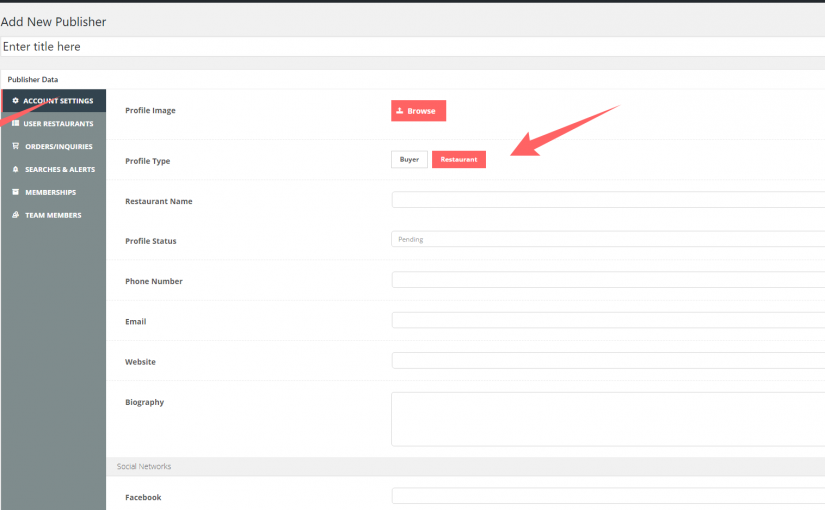 Add New Publisher
Enter title here
Publisher Data
ACCOUNT SETTINGS
USER RESTAURANTS
ORDERS/INQUIRIES
SEARCHES & ALERTS
MEMBERSHIPS
TEAM MEMBERS
Profile Image
Browse
Profile Type
Buyer Restaurant
Restaurant Name
Profile Status
Pending
Phone Number
Email
Website
Biography
Social Networks
Facebook